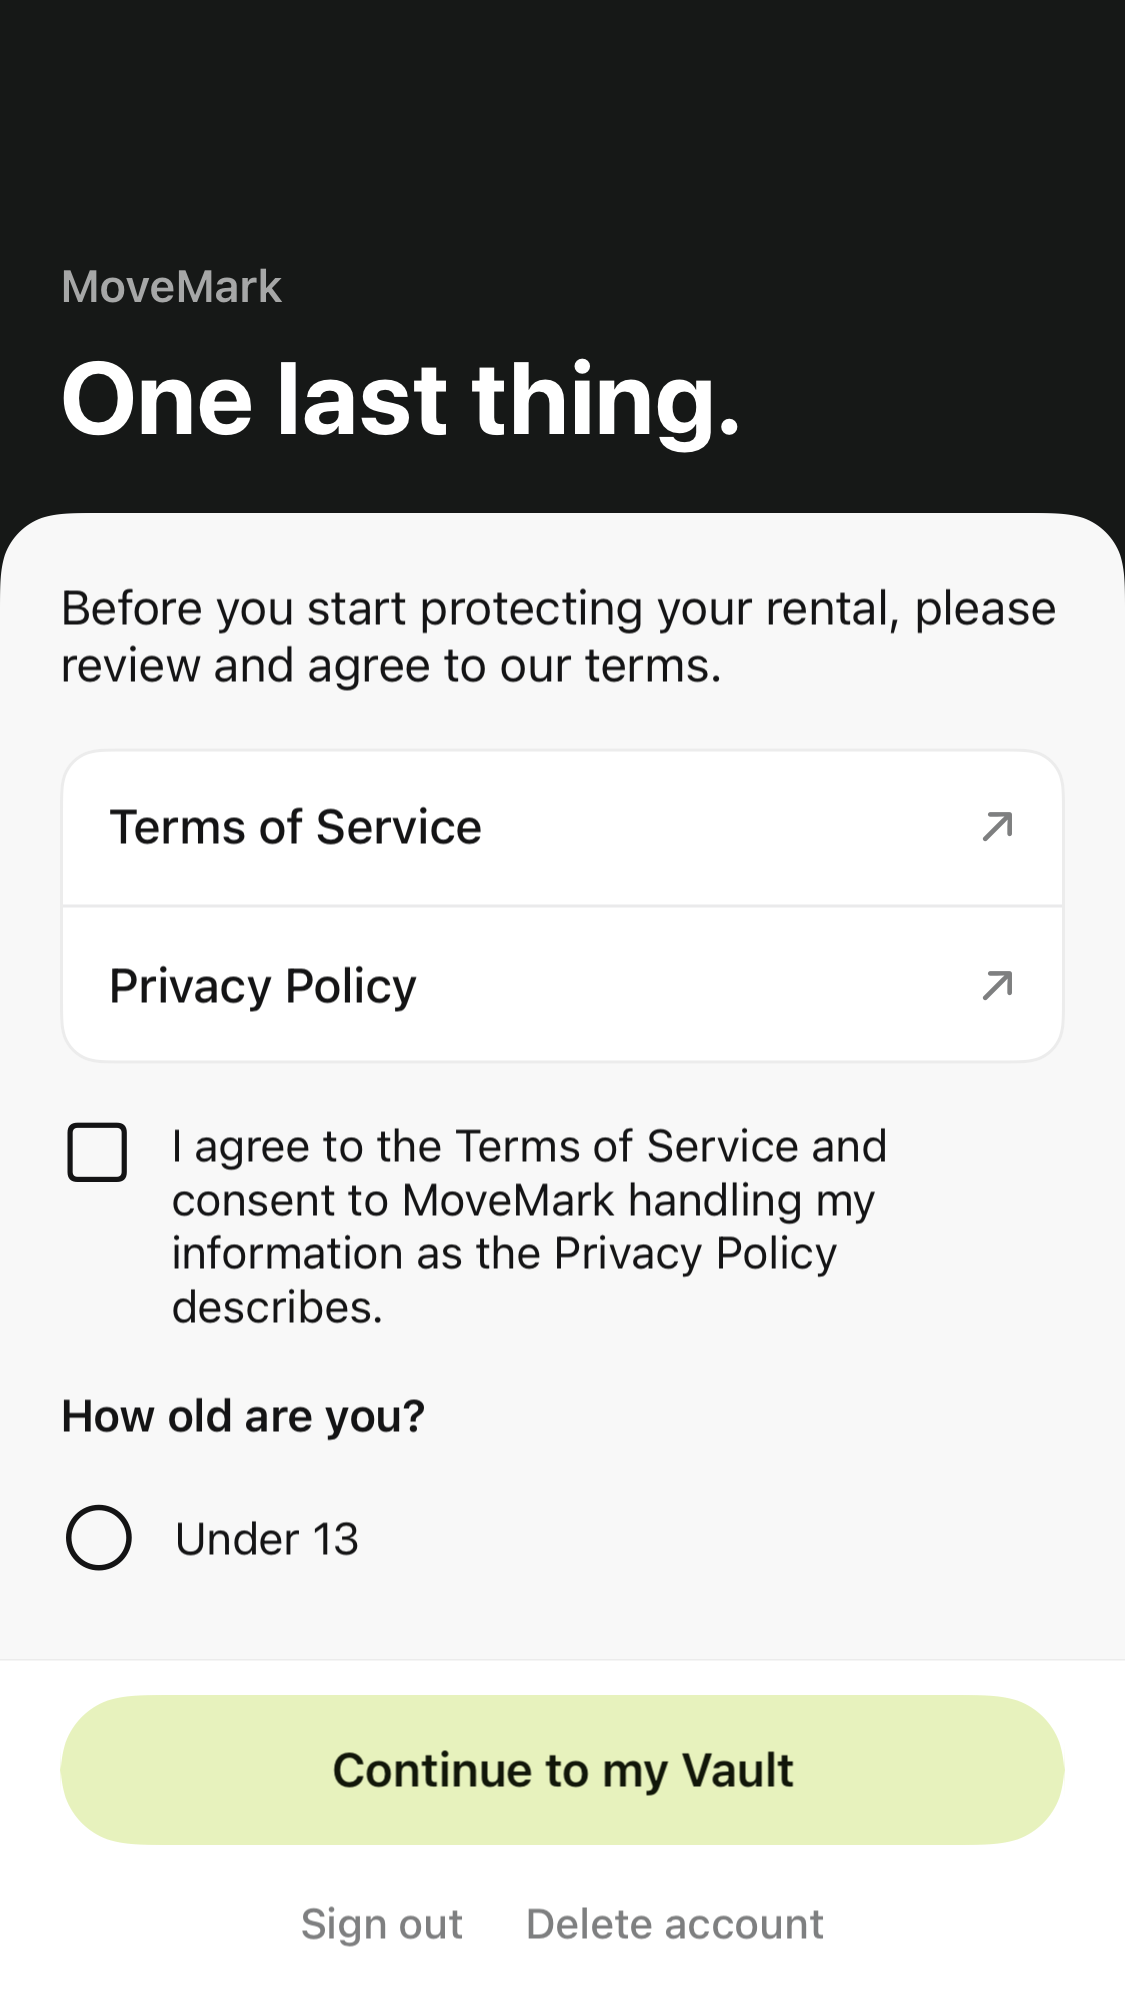 MoveMark
One last thing.
Before you start protecting your rental, please
review and agree to our terms.
Terms of Service
Privacy Policy
I agree to the Terms of Service and
consent to MoveMark handling my
information as the Privacy Policy
describes.
How old are you?
Under 13
Continue to my Vault
Sign out
Delete account